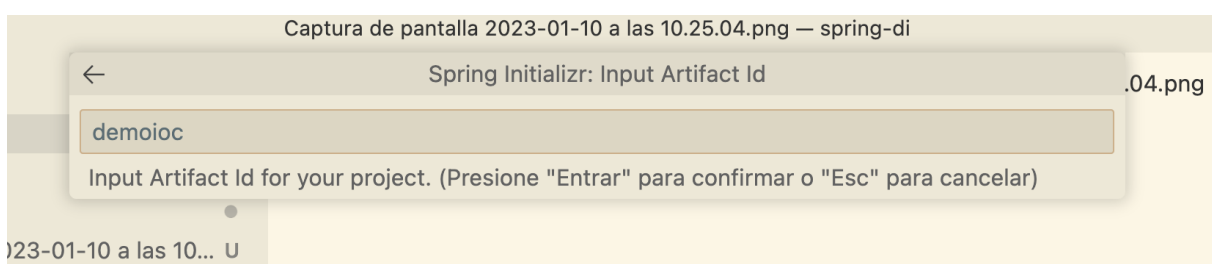 Captura de pantalla 2023-01-10 a las 10.25.04.png — spring-di
Spring Initializr: Input Artifact Id
.04.png
demoioc
Input Artifact Id for your project. (Presione "Entrar" para confirmar o "Esc" para cancelar)
023-01-10 a las 10... U